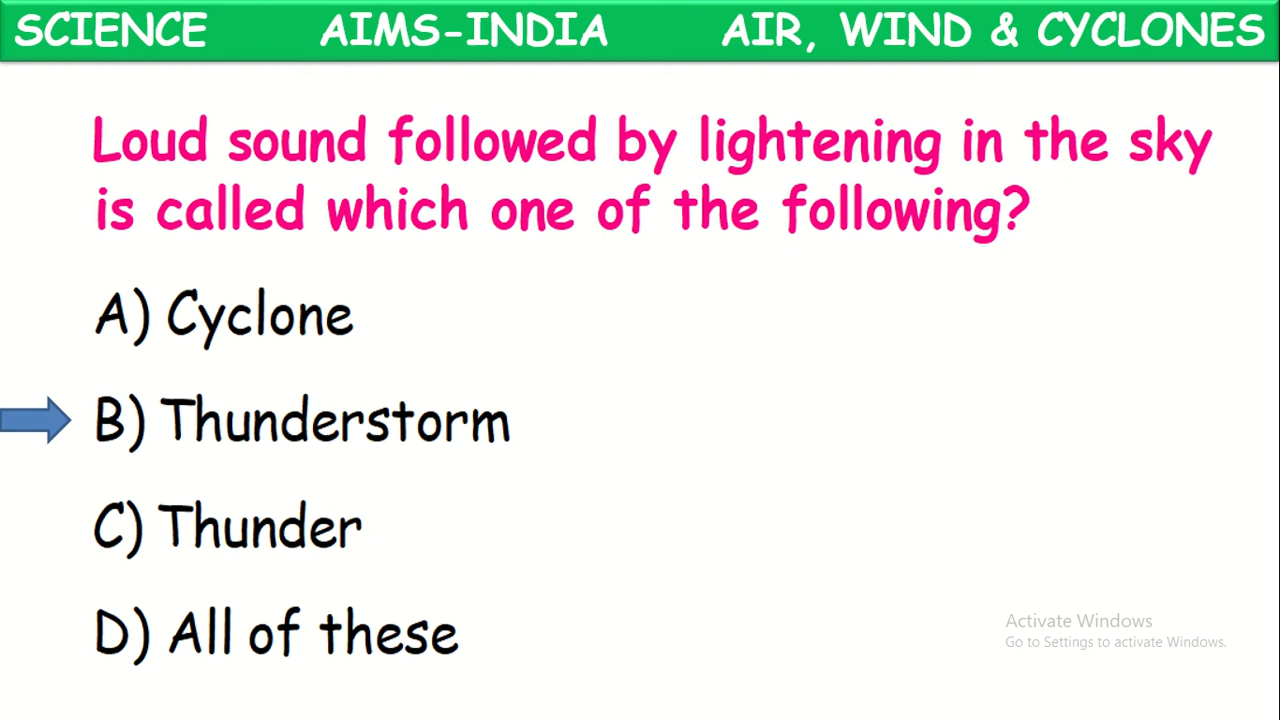 SCIENCE AIMS-INDIA AIR, WIND & CYCLONES
Loud sound followed by lightening in the sky
is called which one of the following?
A) Cyclone
B) Thunderstorm
C) Thunder
D) All of these
Activate Windows
Go to Settings to activate Windows.